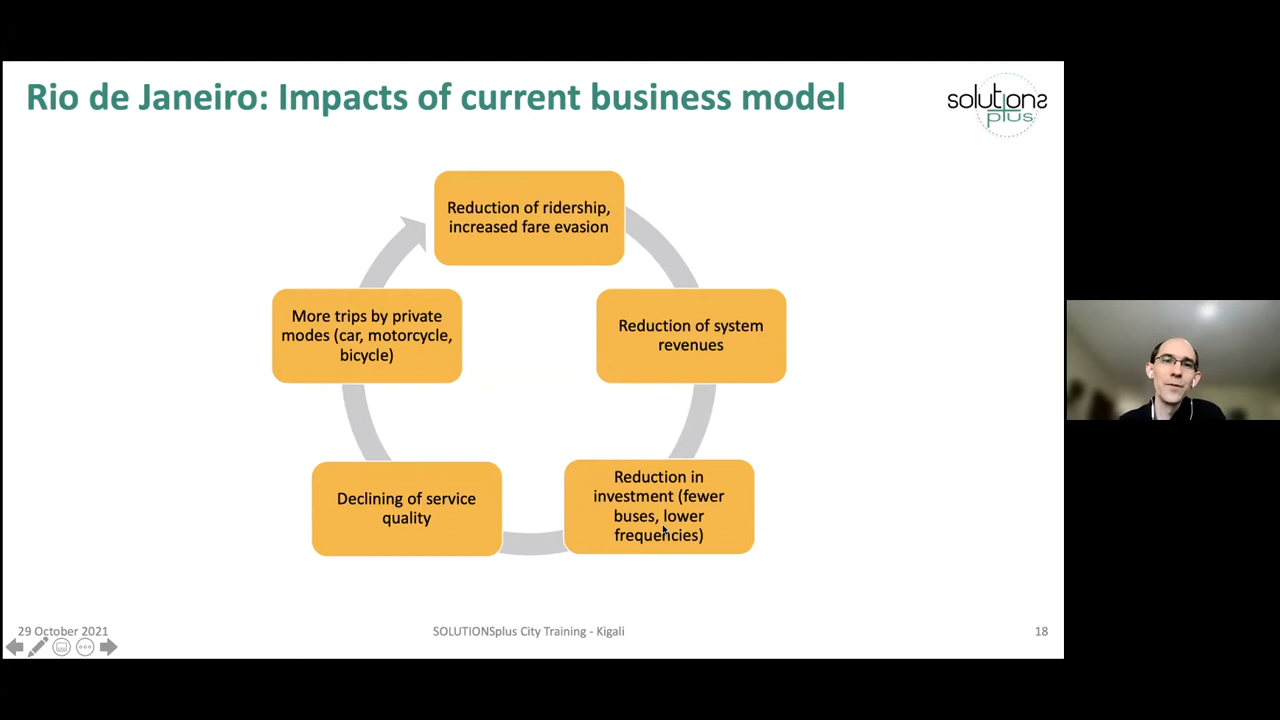 Rio de Janeiro: Impacts of current business model
solutions
plus
Reduction of ridership,
increased fare evasion
Reduction of system
revenues
Reduction in
investment (fewer
buses, lower
frequencies)
Declining of service
quality
More trips by private
modes (car, motorcycle,
bicycle)
29 October 2021
SOLUTIONSplus City Training - Kigali
18